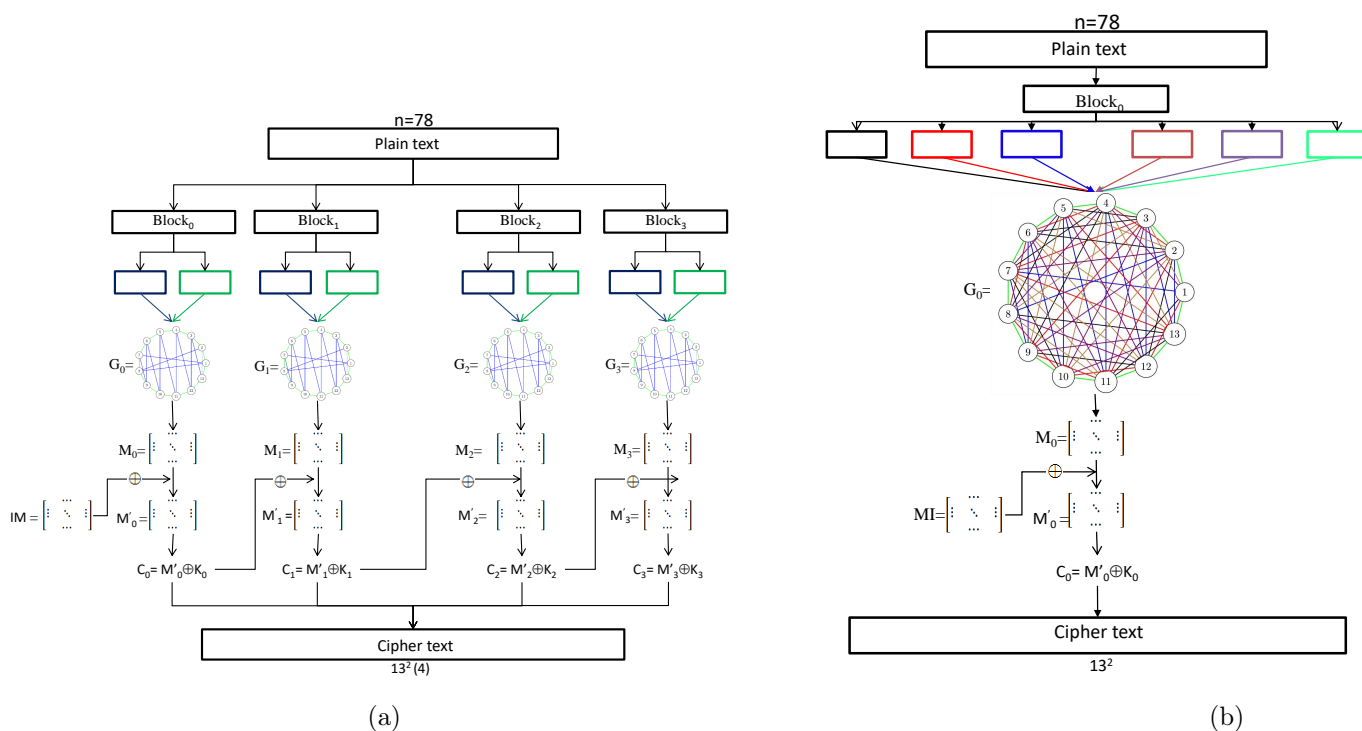 n=78
Plain text
Block₀ Block₁ Block₂ Block₃
G₀= G₁= G₂= G₃=
M₀= M₁= M₂= M₃=
IM = M'₀= M'₁ = M'₂= M'₃=
C₀= M'₀⊕K₀ C₁= M'₁⊕K₁ C₂= M'₂⊕K₂ C₃= M'₃⊕K₃
Cipher text
13² (4)
(a)
n=78
Plain text
Block₀
4
5 3
6 2
7
G₀= 1
8
13
9
12
10 11
M₀=
MI= M'₀=
C₀= M'₀⊕K₀
Cipher text
13²
(b)